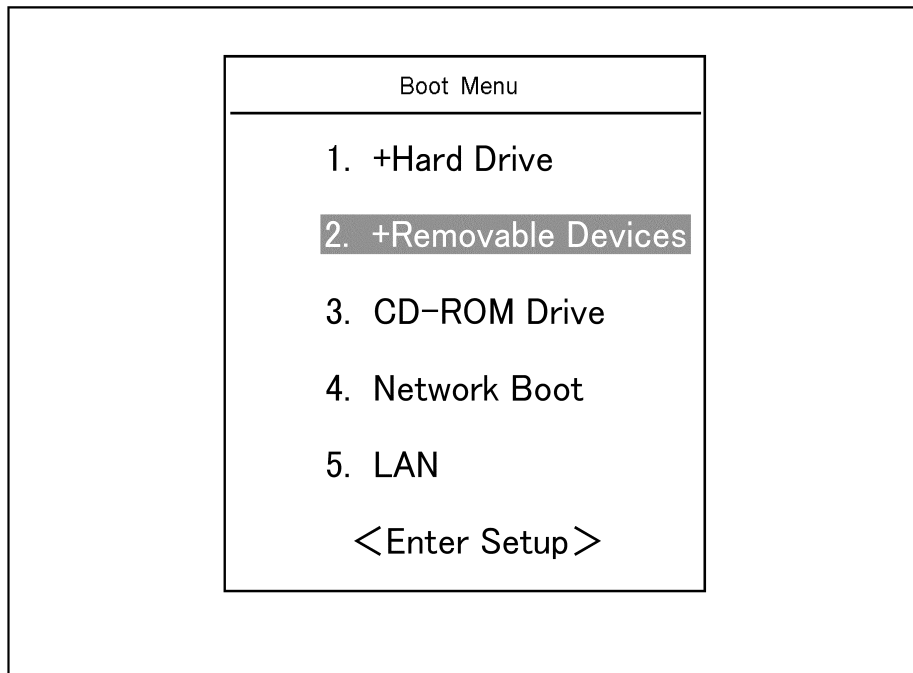 Boot Menu
1. +Hard Drive
2. +Removable Devices
3. CD-ROM Drive
4. Network Boot
5. LAN
<Enter Setup>